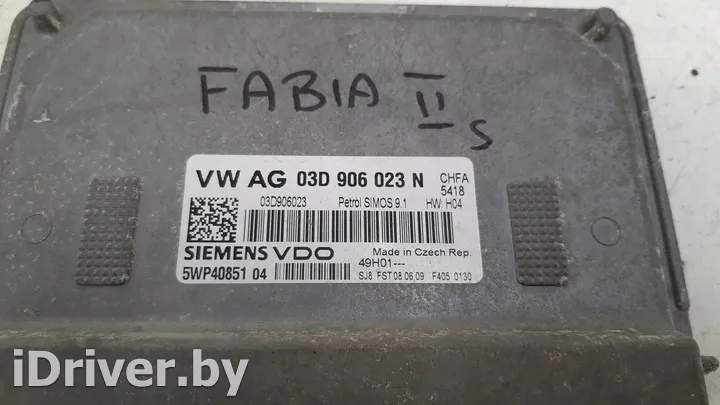 FABIA II S
VW AG 03D 906 023 N CHFA
5418
03D906023 Petrol SIMOS 9.1 HW: H04
SIEMENS VDO Made in Czech Rep.
5WP40851 04 49H01---
SJ8 FST 08.06.09 F405 0130
iDriver.by